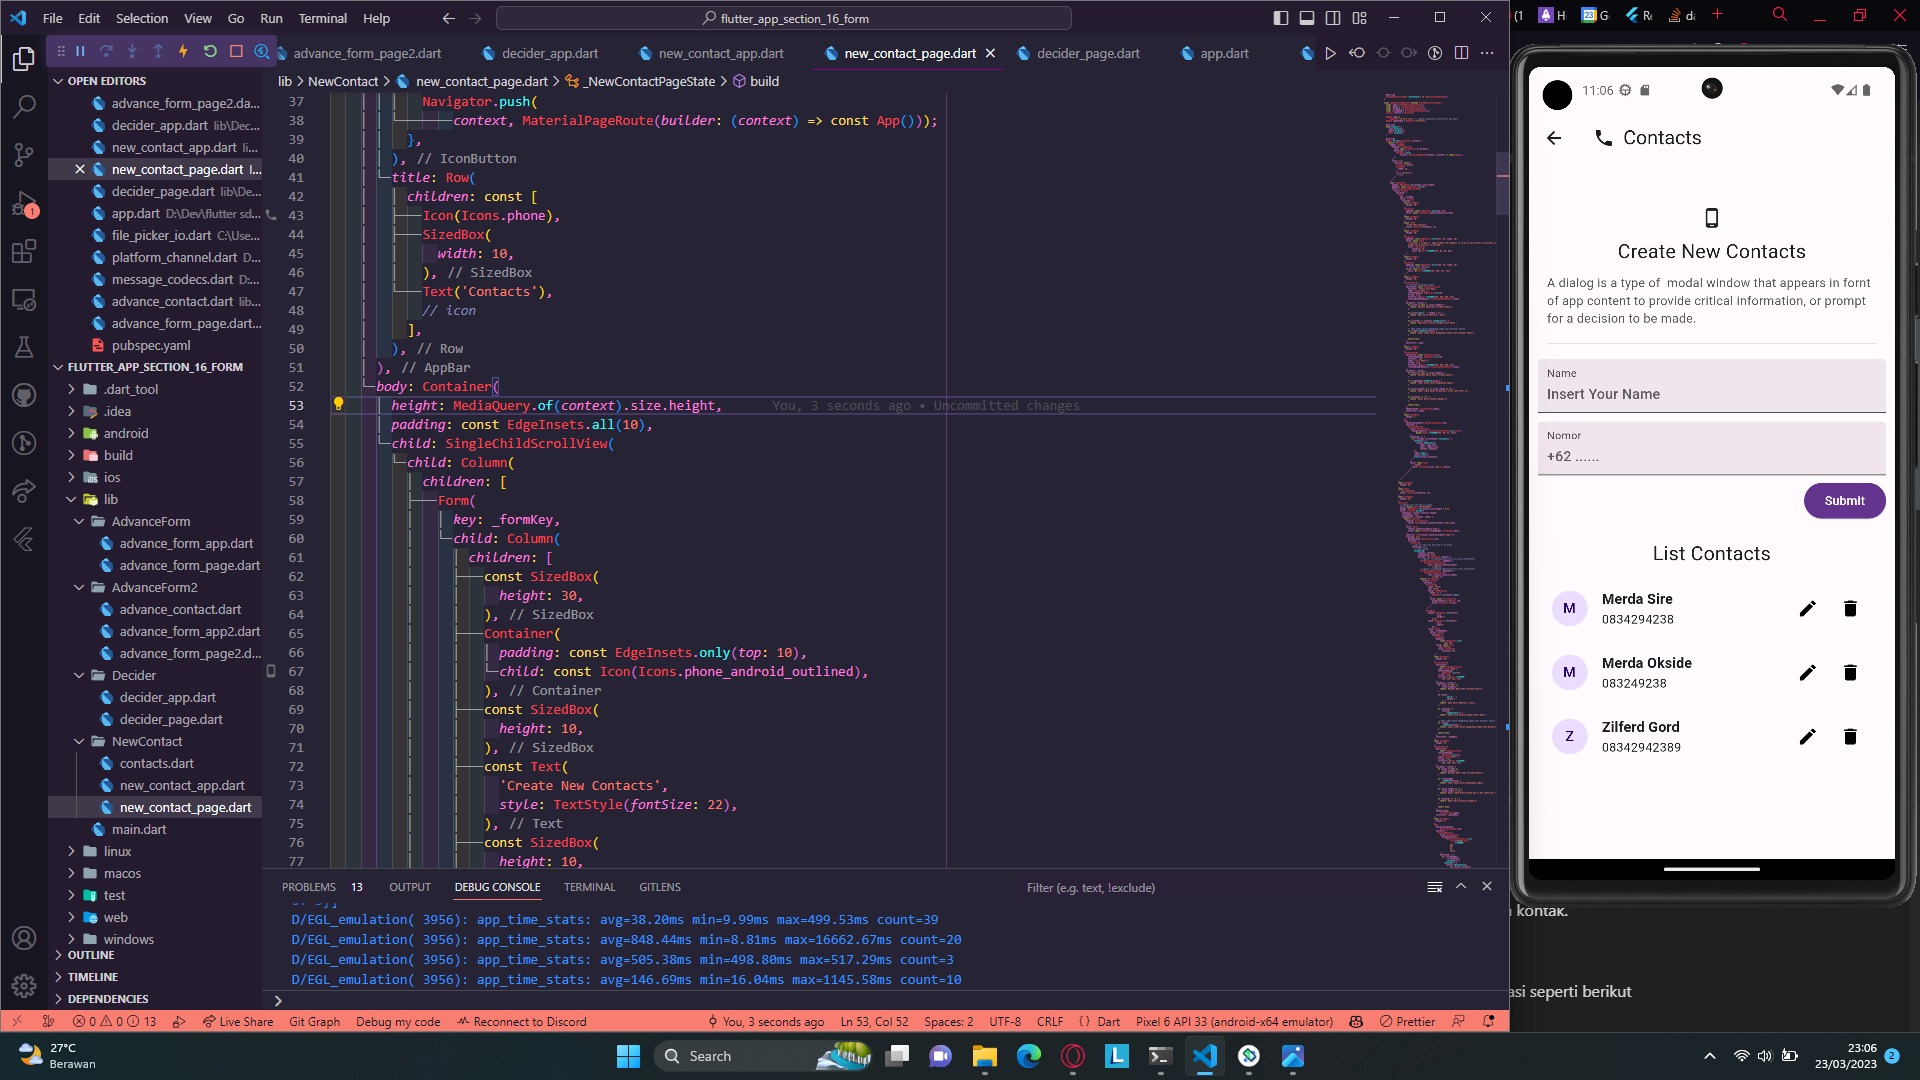 File Edit Selection View Go Run Terminal Help
flutter_app_section_16_form
advance_form_page2.dart decider_app.dart new_contact_app.dart new_contact_page.dart decider_page.dart app.dart
lib > NewContact > new_contact_page.dart > _NewContactPageState > build
OPEN EDITORS
advance_form_page2.da...
decider_app.dart lib\Dec...
new_contact_app.dart li...
new_contact_page.dart l...
decider_page.dart lib\De...
app.dart D:\Dev\flutter sd...
file_picker_io.dart C:\Use...
platform_channel.dart D...
message_codecs.dart D:...
advance_contact.dart lib...
advance_form_page.dart...
pubspec.yaml
FLUTTER_APP_SECTION_16_FORM
.dart_tool
.idea
android
build
ios
lib
AdvanceForm
advance_form_app.dart
advance_form_page.dart
AdvanceForm2
advance_contact.dart
advance_form_app2.dart
advance_form_page2.d...
Decider
decider_app.dart
decider_page.dart
NewContact
contacts.dart
new_contact_app.dart
new_contact_page.dart
main.dart
linux
macos
test
web
windows
OUTLINE
TIMELINE
DEPENDENCIES
37 Navigator.push(
38 context, MaterialPageRoute(builder: (context) => const App()));
39 },
40 ), // IconButton
41 title: Row(
42 children: const [
43 Icon(Icons.phone),
44 SizedBox(
45 width: 10,
46 ), // SizedBox
47 Text('Contacts'),
48 // icon
49 ],
50 ), // Row
51 ), // AppBar
52 body: Container(
53 height: MediaQuery.of(context).size.height, You, 3 seconds ago • Uncommitted changes
54 padding: const EdgeInsets.all(10),
55 child: SingleChildScrollView(
56 child: Column(
57 children: [
58 Form(
59 key: _formKey,
60 child: Column(
61 children: [
62 const SizedBox(
63 height: 30,
64 ), // SizedBox
65 Container(
66 padding: const EdgeInsets.only(top: 10),
67 child: const Icon(Icons.phone_android_outlined),
68 ), // Container
69 const SizedBox(
70 height: 10,
71 ), // SizedBox
72 const Text(
73 'Create New Contacts',
74 style: TextStyle(fontSize: 22),
75 ), // Text
76 const SizedBox(
77 height: 10,
PROBLEMS 13 OUTPUT DEBUG CONSOLE TERMINAL GITLENS
Filter (e.g. text, !exclude)
D/EGL_emulation( 3956): app_time_stats: avg=38.20ms min=9.99ms max=499.53ms count=39
D/EGL_emulation( 3956): app_time_stats: avg=848.44ms min=8.81ms max=16662.67ms count=20
D/EGL_emulation( 3956): app_time_stats: avg=505.38ms min=498.80ms max=517.29ms count=3
D/EGL_emulation( 3956): app_time_stats: avg=146.69ms min=16.04ms max=1145.58ms count=10
0 0 13 Live Share Git Graph Debug my code Reconnect to Discord
You, 3 seconds ago Ln 53, Col 52 Spaces: 2 UTF-8 CRLF {} Dart Pixel 6 API 33 (android-x64 emulator) Prettier
11:06
Contacts
Create New Contacts
A dialog is a type of modal window that appears in fornt
of app content to provide critical information, or prompt
for a decision to be made.
Name
Insert Your Name
Nomor
+62 ......
Submit
List Contacts
M
Merda Sire
0834294238
M
Merda Okside
083249238
Z
Zilferd Gord
08342942389
kontak.
asi seperti berikut
27°C
Berawan
Search
23:06
23/03/2023
2